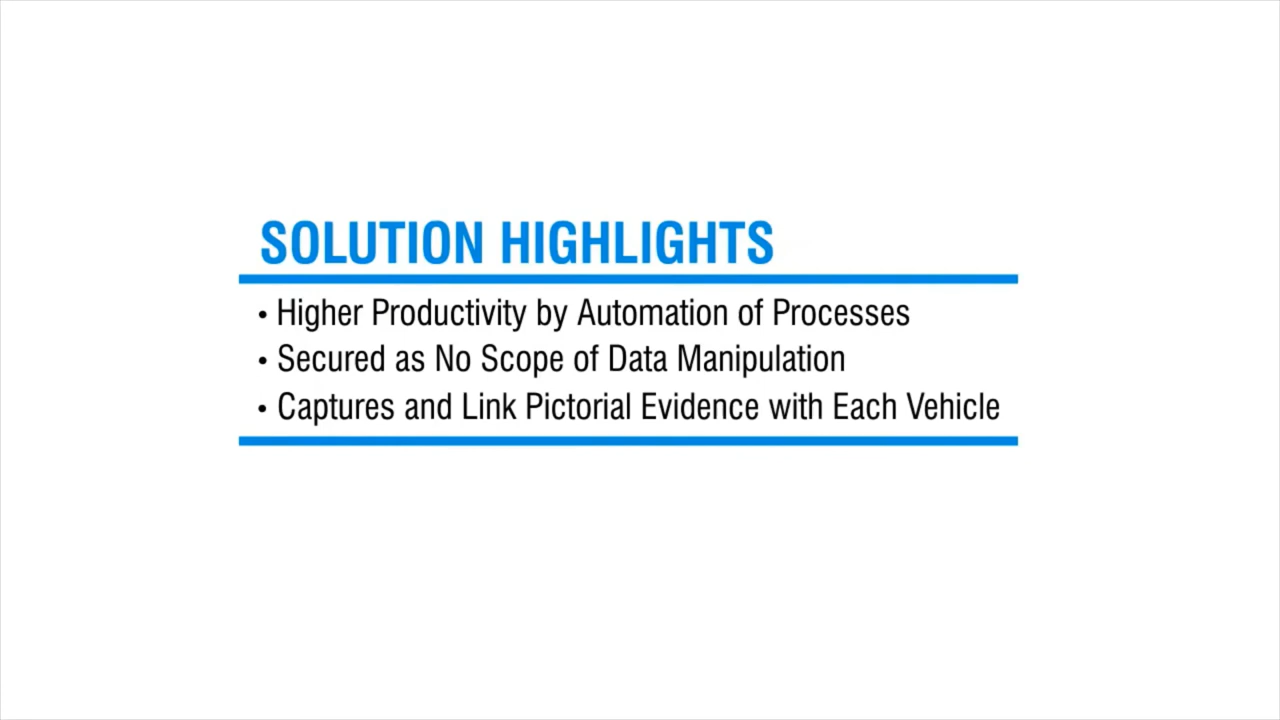 SOLUTION HIGHLIGHTS
• Higher Productivity by Automation of Processes
• Secured as No Scope of Data Manipulation
• Captures and Link Pictorial Evidence with Each Vehicle